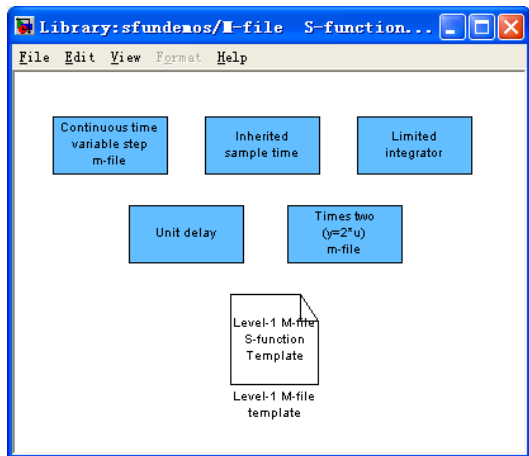 Library:sfundemos/M-file S-function...
File Edit View Format Help
Continuous time
variable step
m-file
Inherited
sample time
Limited
integrator
Unit delay
Times two
(y=2*u)
m-file
Level-1 M-file
S-function
Template
Level-1 M-file
template